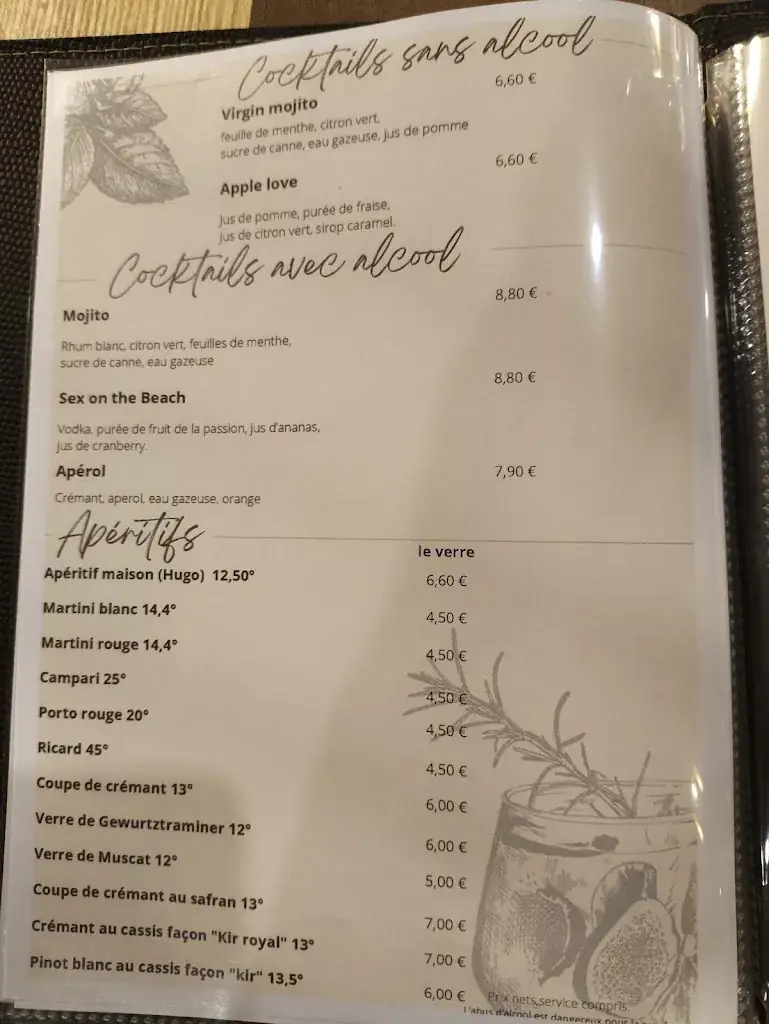 Cocktails sans alcool
Virgin mojito 6,60 €
feuille de menthe, citron vert,
sucre de canne, eau gazeuse, jus de pomme
Apple love 6,60 €
Jus de pomme, purée de fraise,
jus de citron vert, sirop caramel.
Cocktails avec alcool
Mojito 8,80 €
Rhum blanc, citron vert, feuilles de menthe,
sucre de canne, eau gazeuse
Sex on the Beach 8,80 €
Vodka, purée de fruit de la passion, jus d'ananas,
jus de cranberry.
Apérol 7,90 €
Crémant, aperol, eau gazeuse, orange
Apéritifs
le verre
Apéritif maison (Hugo) 12,50° 6,60 €
Martini blanc 14,4° 4,50 €
Martini rouge 14,4° 4,50 €
Campari 25° 4,50 €
Porto rouge 20° 4,50 €
Ricard 45° 4,50 €
Coupe de crémant 13° 6,00 €
Verre de Gewurtztraminer 12° 6,00 €
Verre de Muscat 12° 5,00 €
Coupe de crémant au safran 13° 7,00 €
Crémant au cassis façon "Kir royal" 13° 7,00 €
Pinot blanc au cassis façon "kir" 13,5° 6,00 €
Prix nets,service compris.
L'abus d'alcool est dangereux pour la